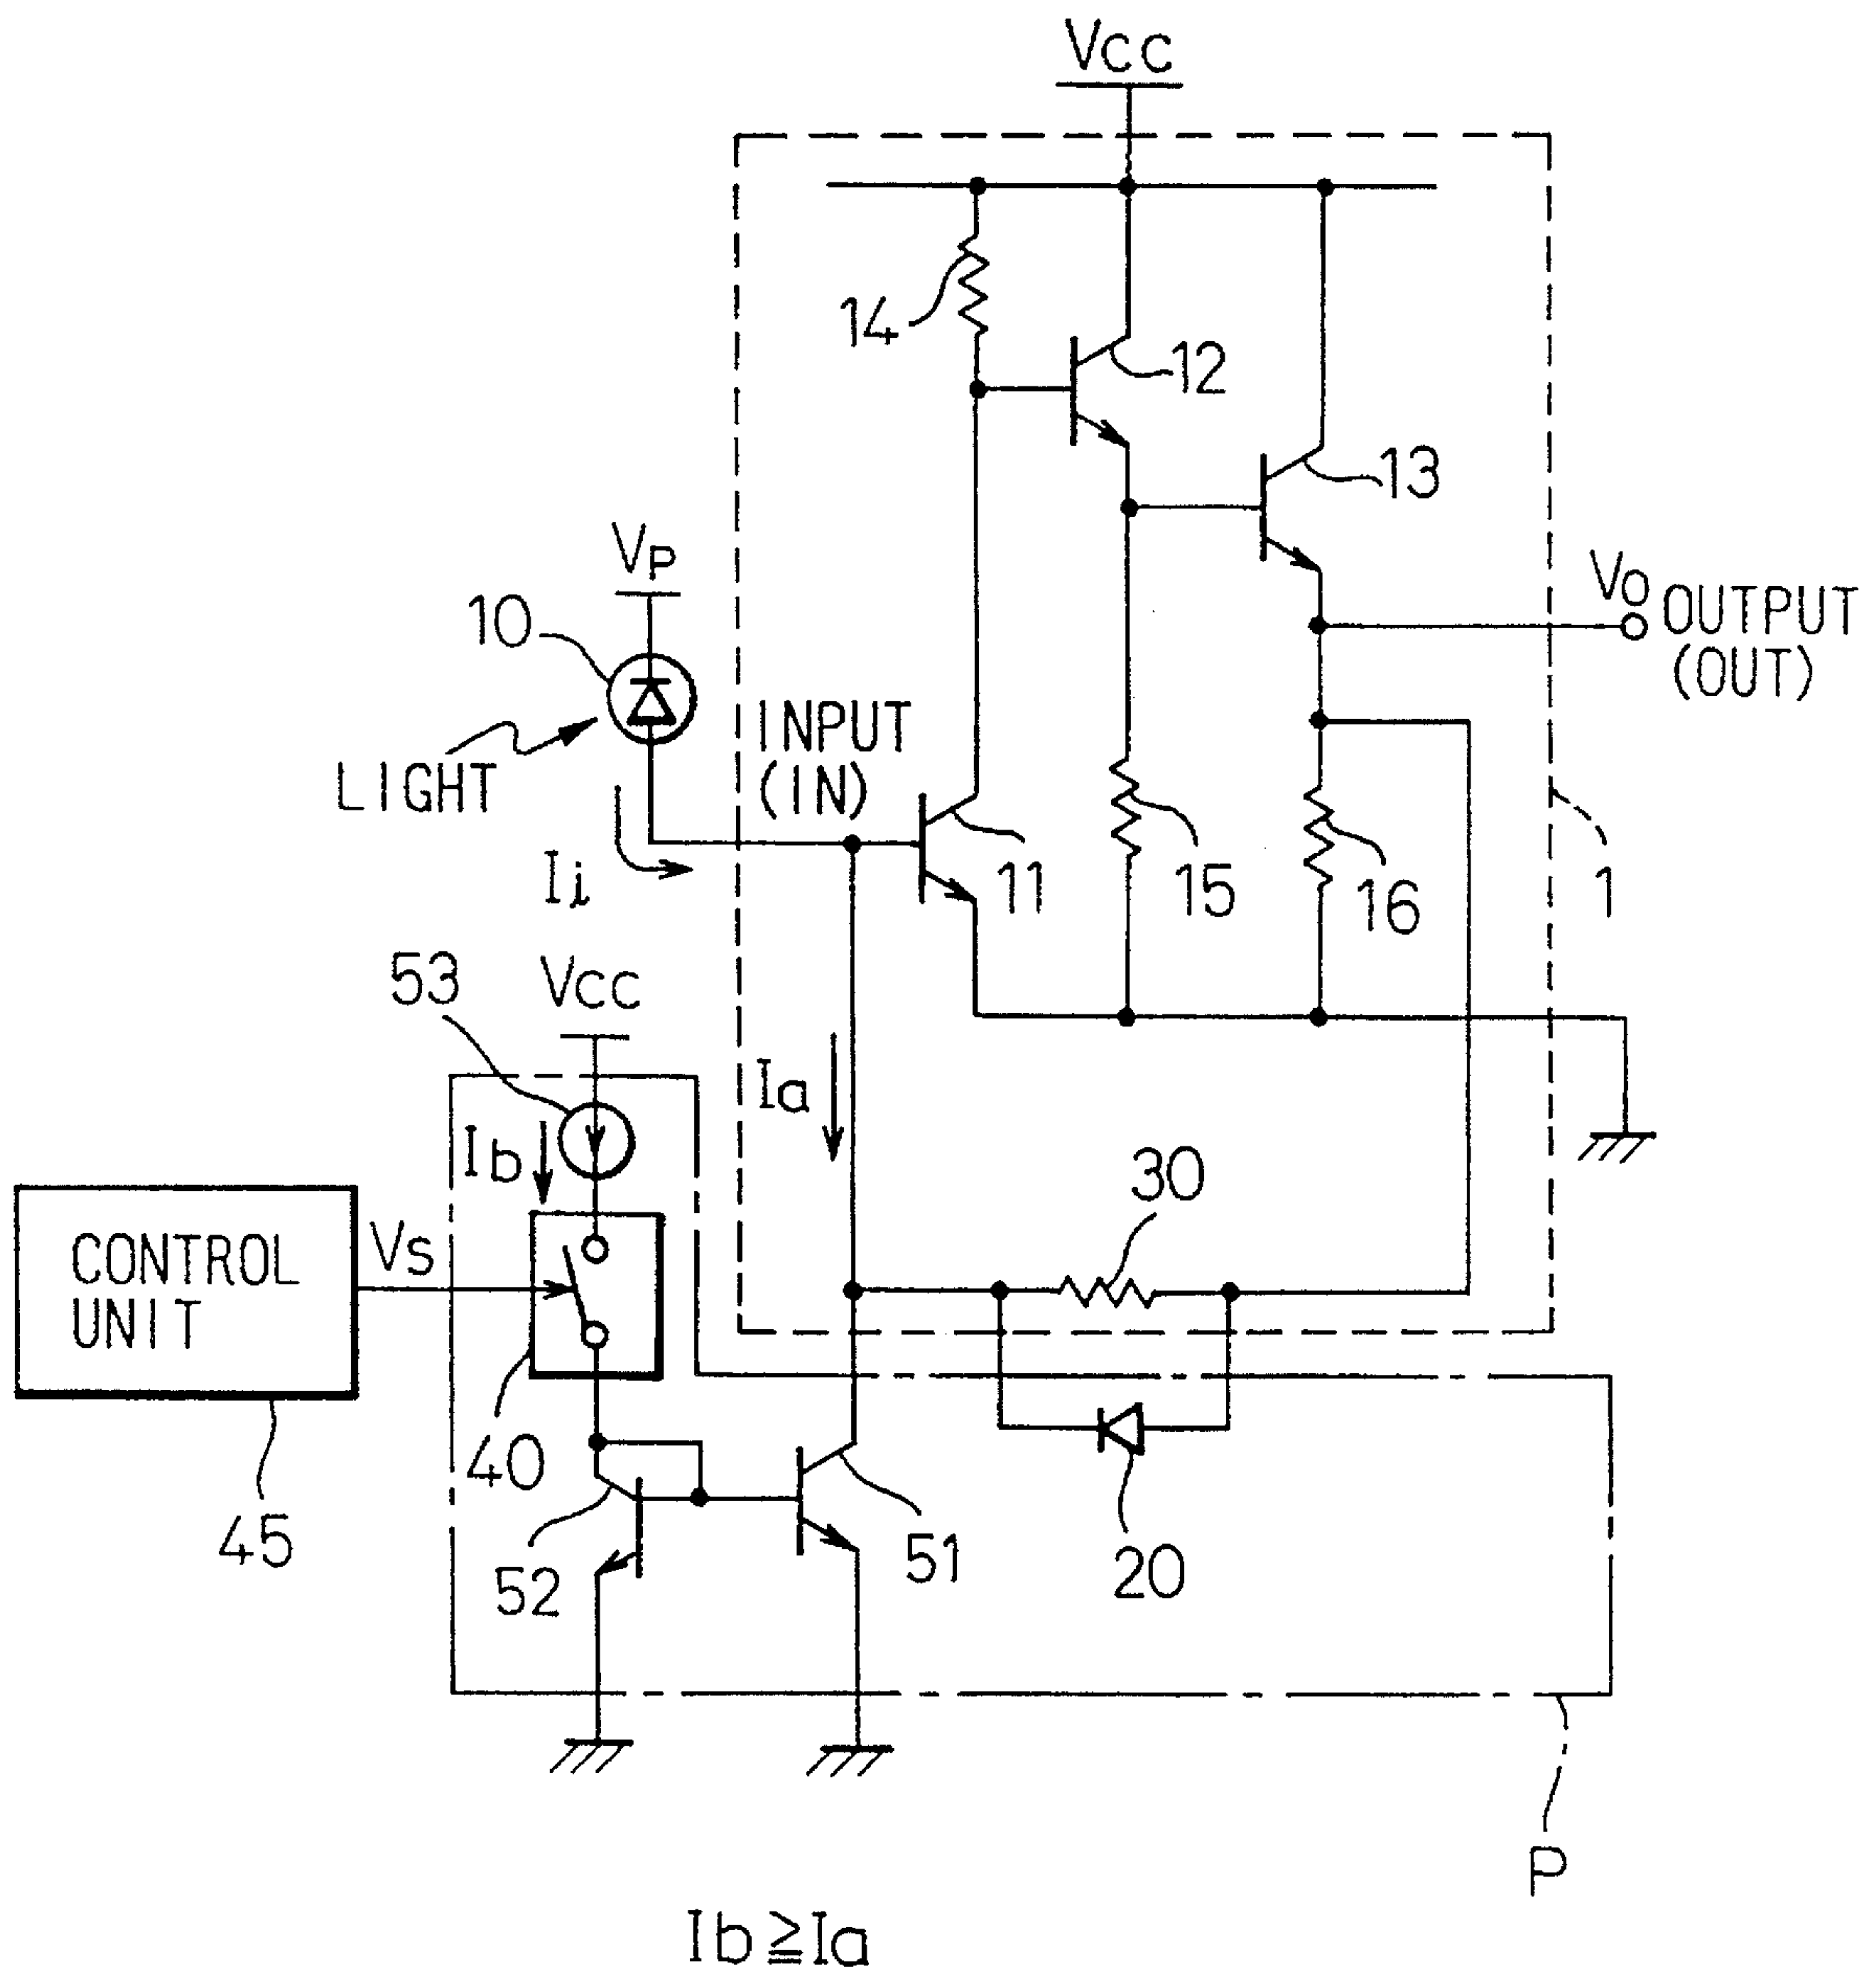 Vcc
14
12
13
VP
10
Vo
OUTPUT
(OUT)
INPUT
(IN)
LIGHT
Ii
11
15
16
1
53
Vcc
Ia
Ib
30
CONTROL
UNIT
Vs
40
45
52
51
20
P
Ib≧Ia